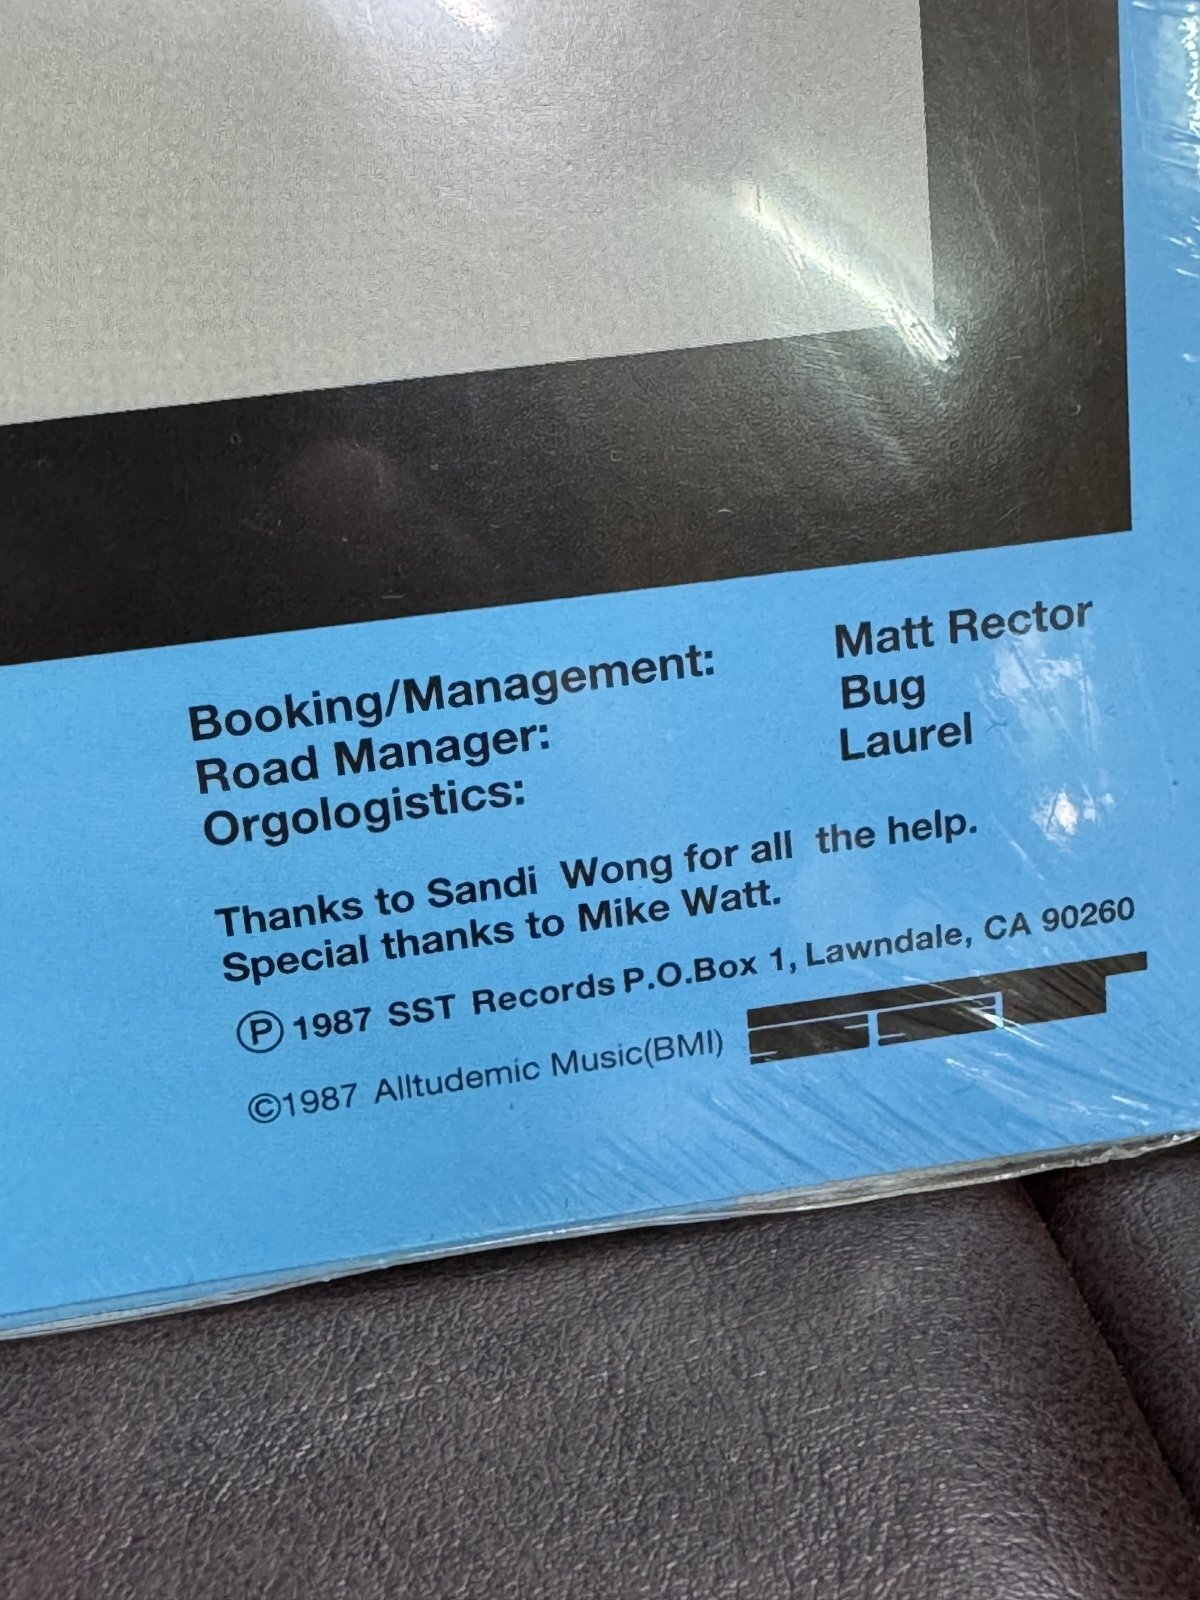 Booking/Management: Matt Rector
Road Manager: Bug
Orgologistics: Laurel
Thanks to Sandi Wong for all the help.
Special thanks to Mike Watt.
Ⓟ 1987 SST Records P.O.Box 1, Lawndale, CA 90260
©1987 Alltudemic Music(BMI) SST